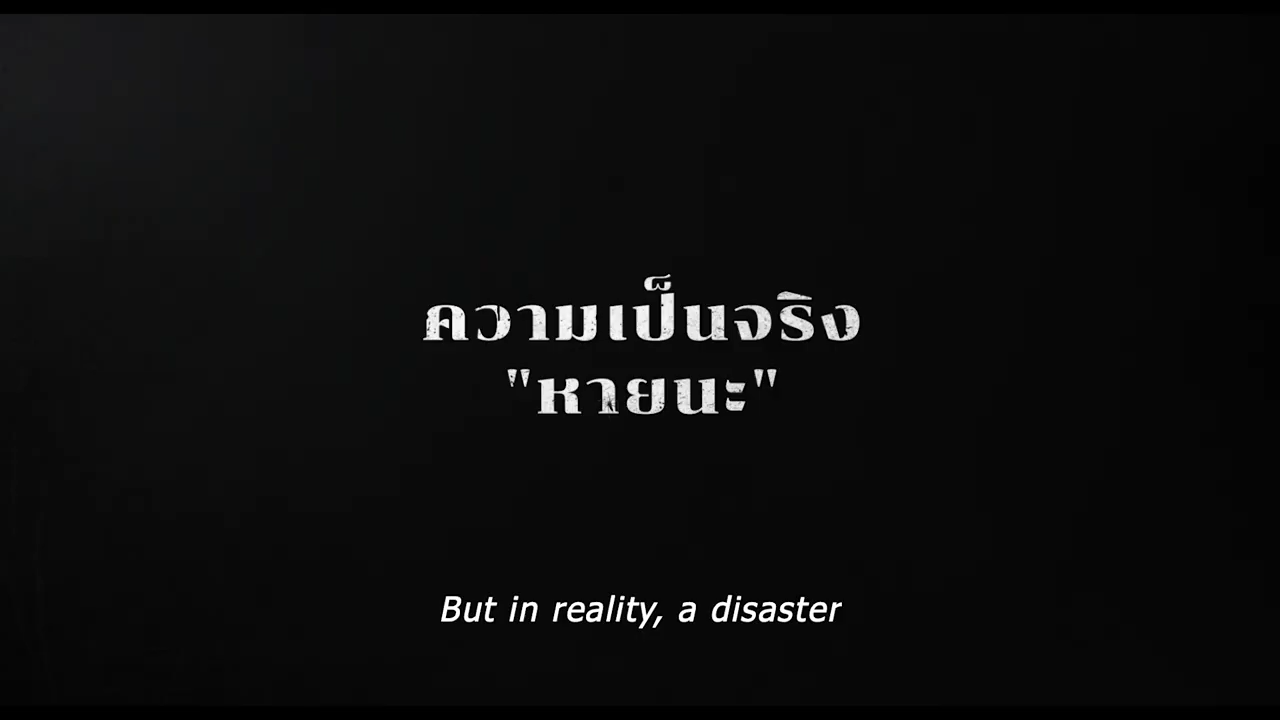 ความเป็นจริง
"หายนะ"
But in reality, a disaster